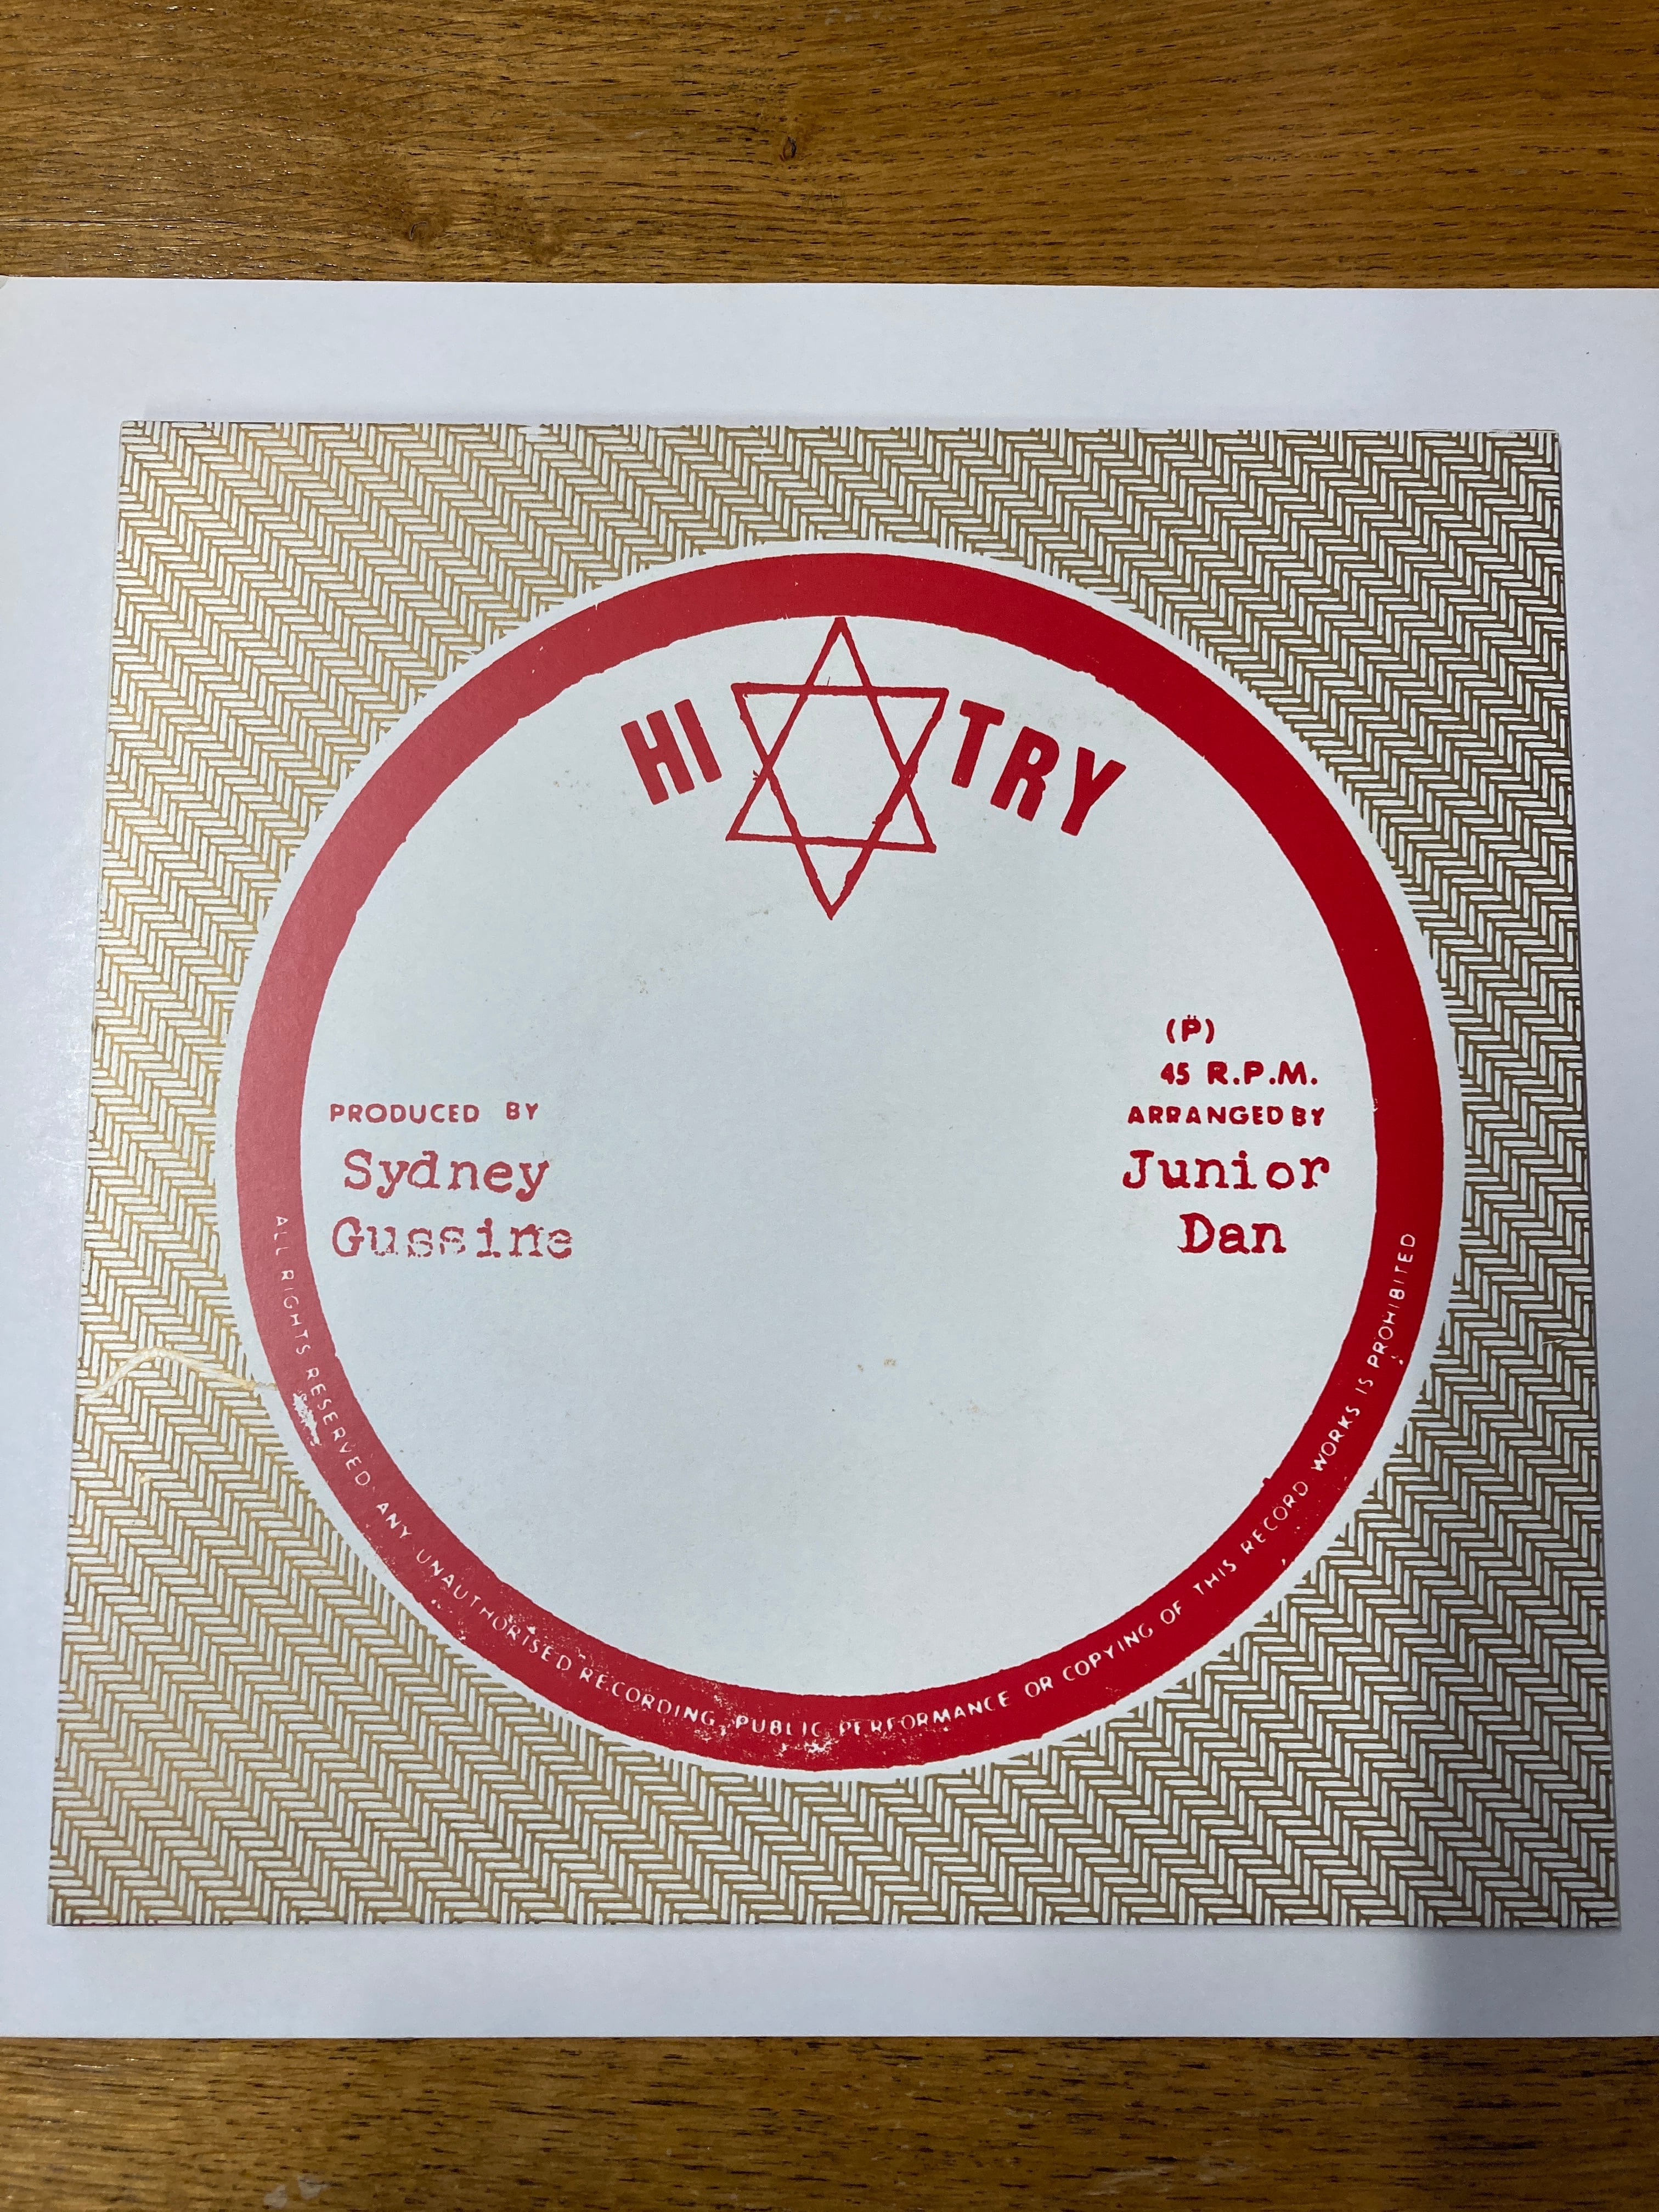 HI TRY
(P)
45 R.P.M.
PRODUCED BY
ARRANGED BY
Sydney
Gussine
Junior
Dan
ALL RIGHTS RESERVED ANY UNAUTHORISED RECORDING, PUBLIC PERFORMANCE OR COPYING OF THIS RECORD WORKS IS PROHIBITED